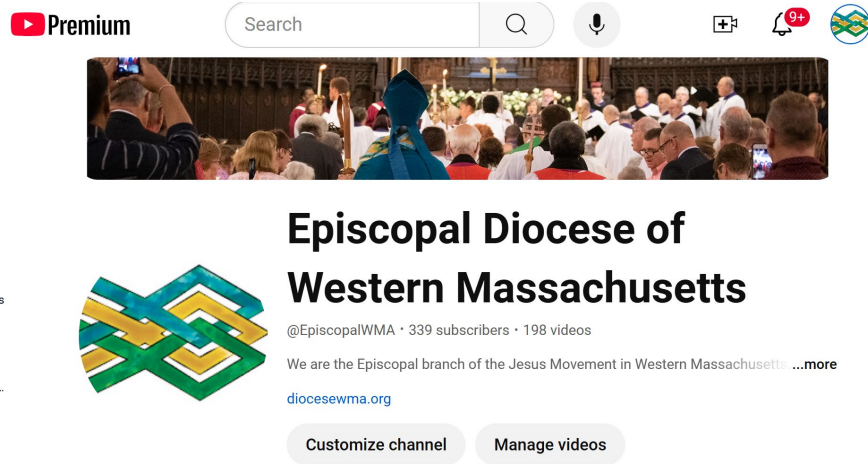 Premium
Search
9+
Episcopal Diocese of
Western Massachusetts
@EpiscopalWMA • 339 subscribers • 198 videos
We are the Episcopal branch of the Jesus Movement in Western Massachusetts ...more
diocesewma.org
Customize channel
Manage videos